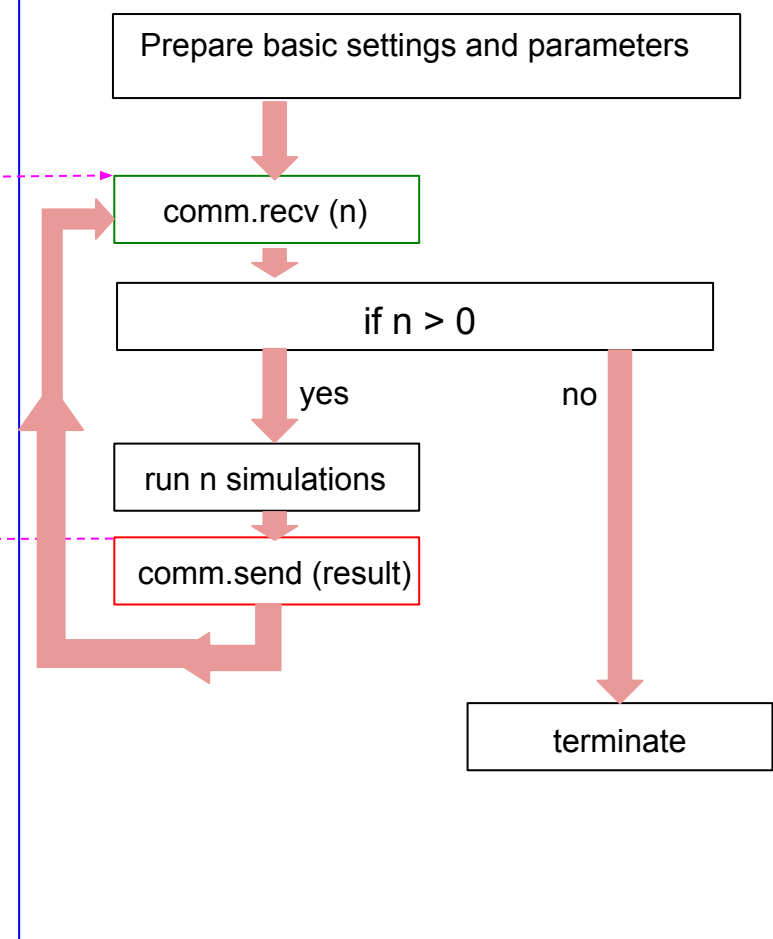 Prepare basic settings and parameters
comm.recv (n)
if n > 0
yes
no
run n simulations
comm.send (result)
terminate